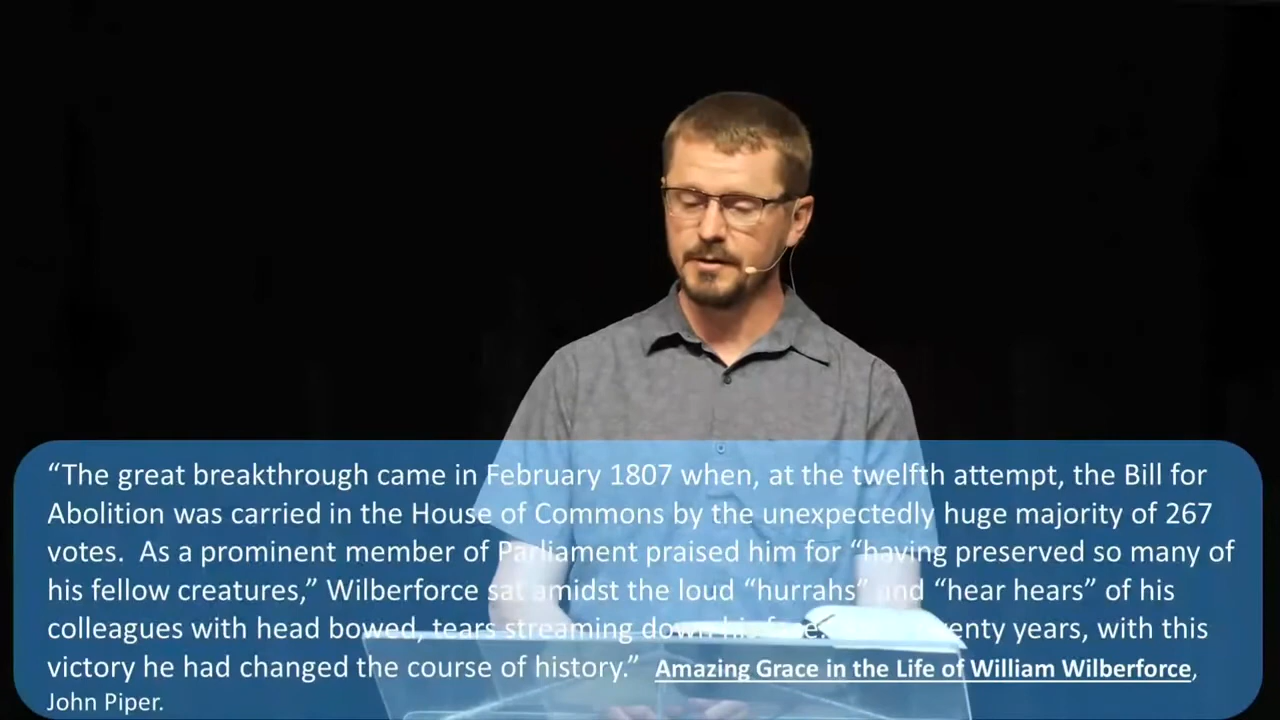 “The great breakthrough came in February 1807 when, at the twelfth attempt, the Bill for
Abolition was carried in the House of Commons by the unexpectedly huge majority of 267
votes.  As a prominent member of Parliament praised him for “having preserved so many of
his fellow creatures,” Wilberforce sat amidst the loud “hurrahs” and “hear hears” of his
colleagues with head bowed, tears streaming down his face. twenty years, with this
victory he had changed the course of history.”  Amazing Grace in the Life of William Wilberforce,
John Piper.